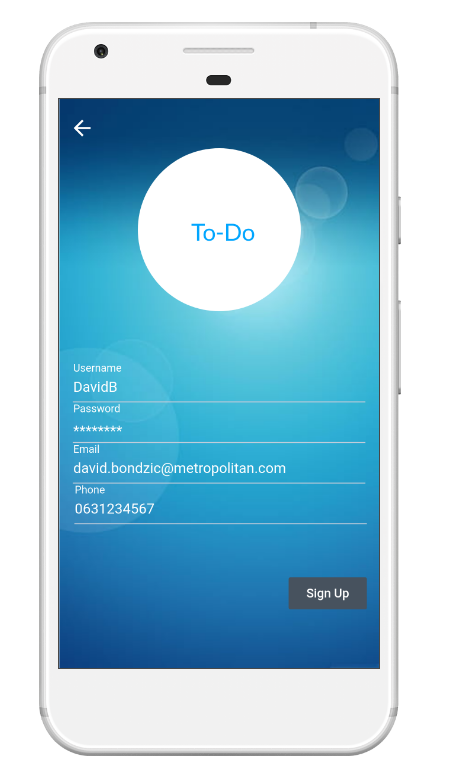 To-Do
Username
DavidB
Password
********
Email
david.bondzic@metropolitan.com
Phone
0631234567
Sign Up